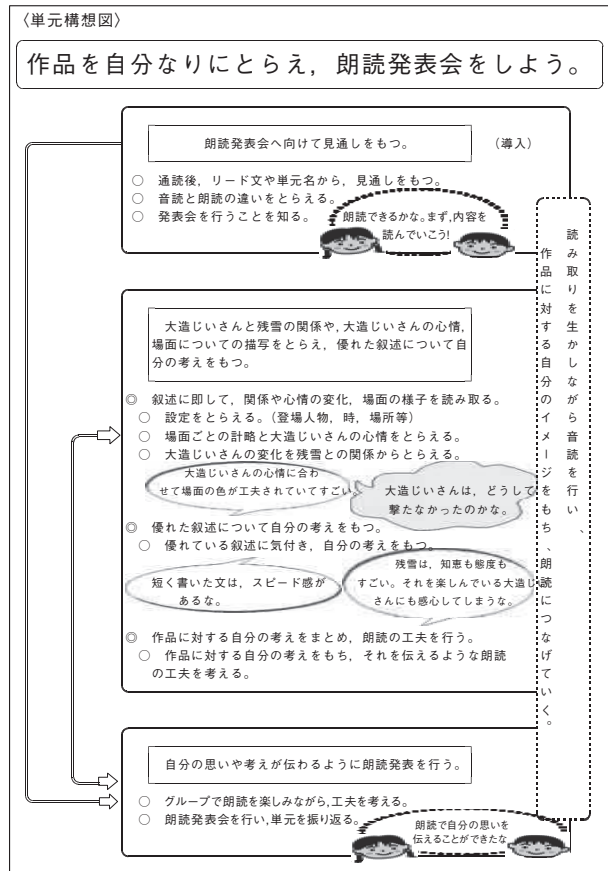 〈単元構想図〉
作品を自分なりにとらえ，朗読発表会をしよう。
朗読発表会へ向けて見通しをもつ。
（導入）
○　通読後，リード文や単元名から，見通しをもつ。
○　音読と朗読の違いをとらえる。
○　発表会を行うことを知る。
朗読できるかな。まず，内容を
読んでいこう!
読み取りを生かしながら音読を行い、
作品に対する自分のイメージをもち、朗読につなげていく。
大造じいさんと残雪の関係や，大造じいさんの心情，
場面についての描写をとらえ，優れた叙述について自
分の考えをもつ。
◎　叙述に即して，関係や心情の変化，場面の様子を読み取る。
○　設定をとらえる。（登場人物，時，場所等）
○　場面ごとの計略と大造じいさんの心情をとらえる。
○　大造じいさんの変化を残雪との関係からとらえる。
大造じいさんの心情に合わ
せて場面の色が工夫されていてすごい。
大造じいさんは，どうして
撃たなかったのかな。
◎　優れた叙述について自分の考えをもつ。
○　優れている叙述に気付き，自分の考えをもつ。
短く書いた文は，スピード感が
あるな。
残雪は，知恵も態度も
すごい。それを楽しんでいる大造じい
さんにも感心してしまうな。
◎　作品に対する自分の考えをまとめ，朗読の工夫を行う。
○　作品に対する自分の考えをもち，それを伝えるような朗読
の工夫を考える。
自分の思いや考えが伝わるように朗読発表を行う。
○　グループで朗読を楽しみながら，工夫を考える。
○　朗読発表会を行い，単元を振り返る。
朗読で自分の思いを
伝えることができたな